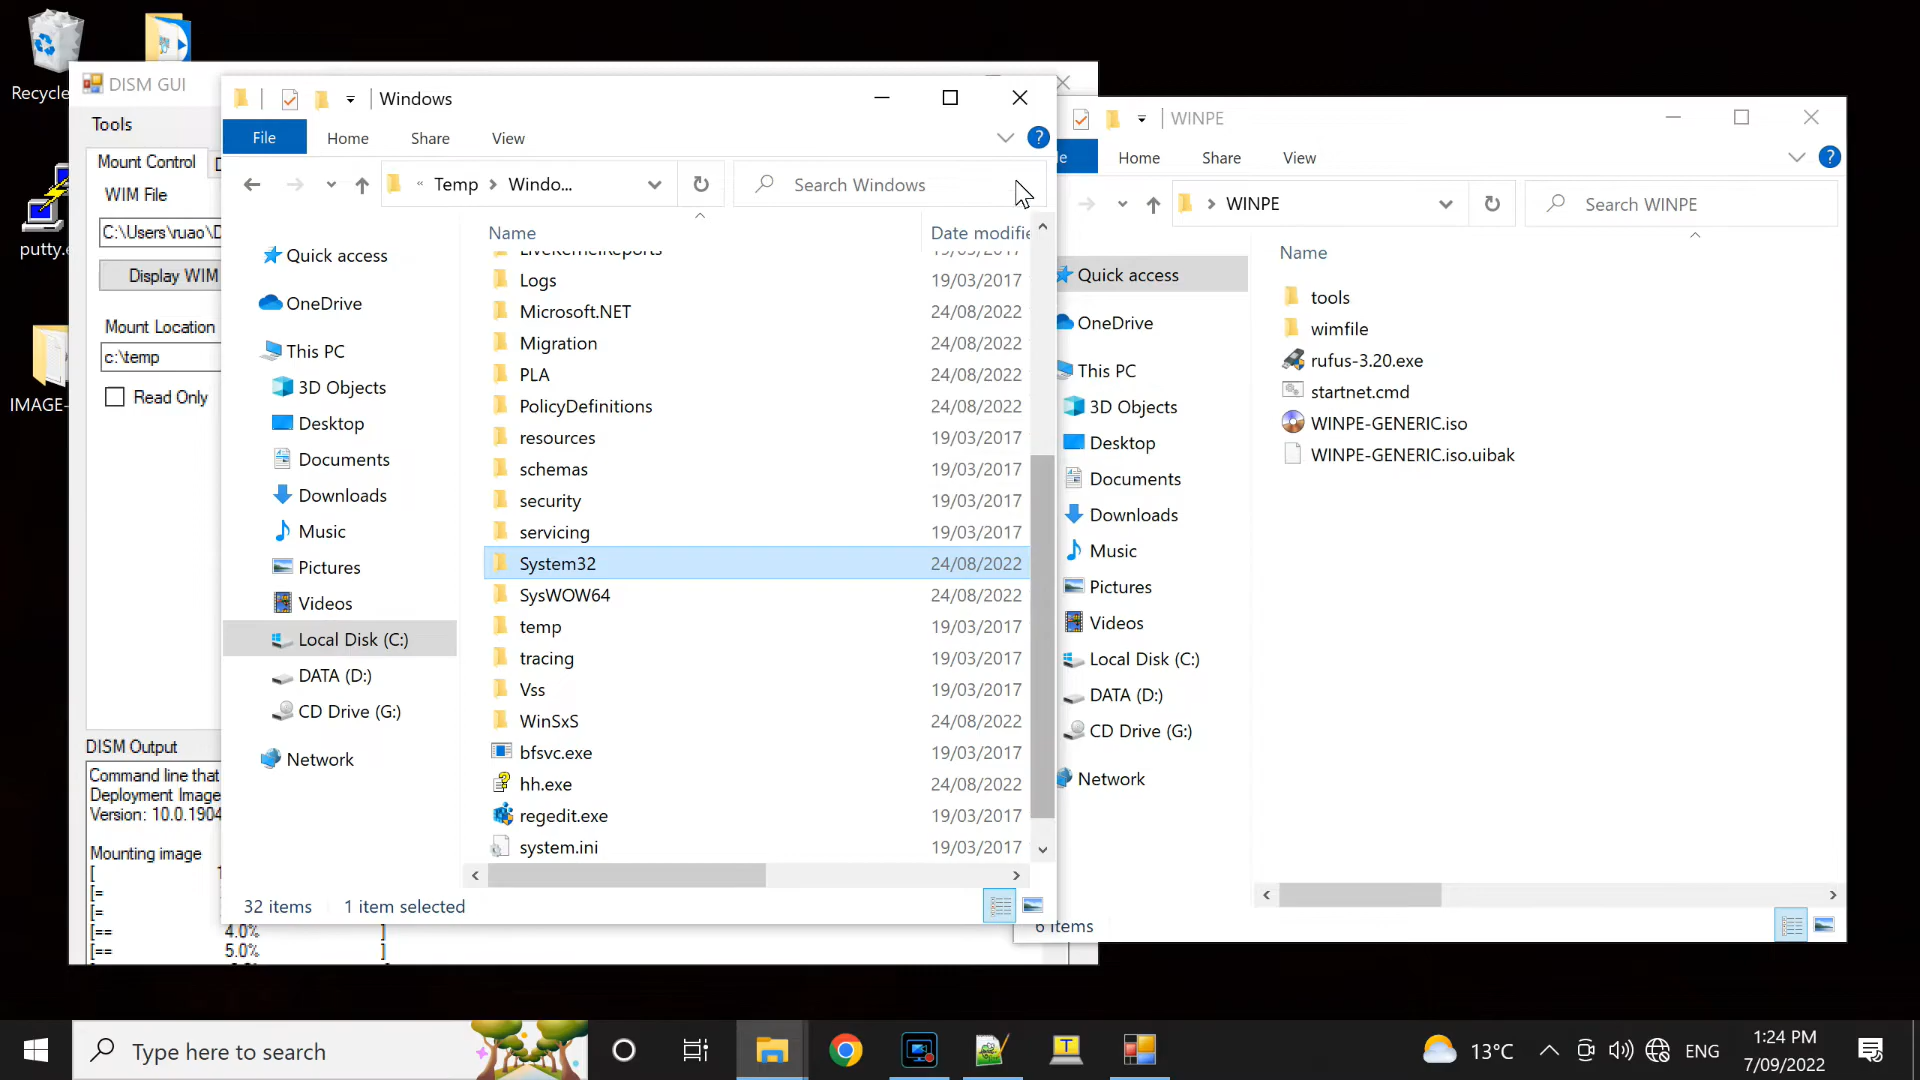 Recycle
putty.e
IMAGE-
DISM GUI
Tools
Mount Control
WIM File
C:\Users\ruao\D
Display WIM
Mount Location
c:\temp
Read Only
DISM Output
Command line that
Deployment Image
Version: 10.0.1904
Mounting image
[
[=
[=
[== 4.0% ]
[== 5.0% ]
Windows
File
Home
Share
View
« Temp > Windo...
Search Windows
Quick access
OneDrive
This PC
3D Objects
Desktop
Documents
Downloads
Music
Pictures
Videos
Local Disk (C:)
DATA (D:)
CD Drive (G:)
Network
Name Date modifie
LiveKernelReports 19/03/2017
Logs 19/03/2017
Microsoft.NET 24/08/2022
Migration 24/08/2022
PLA 24/08/2022
PolicyDefinitions 24/08/2022
resources 19/03/2017
schemas 19/03/2017
security 19/03/2017
servicing 19/03/2017
System32 24/08/2022
SysWOW64 24/08/2022
temp 19/03/2017
tracing 19/03/2017
Vss 19/03/2017
WinSxS 24/08/2022
bfsvc.exe 19/03/2017
hh.exe 24/08/2022
regedit.exe 19/03/2017
system.ini 19/03/2017
32 items 1 item selected
WINPE
e
Home
Share
View
> WINPE
Search WINPE
Quick access
OneDrive
This PC
3D Objects
Desktop
Documents
Downloads
Music
Pictures
Videos
Local Disk (C:)
DATA (D:)
CD Drive (G:)
Network
Name
tools
wimfile
rufus-3.20.exe
startnet.cmd
WINPE-GENERIC.iso
WINPE-GENERIC.iso.uibak
6 items
Type here to search
13°C
ENG
1:24 PM
7/09/2022